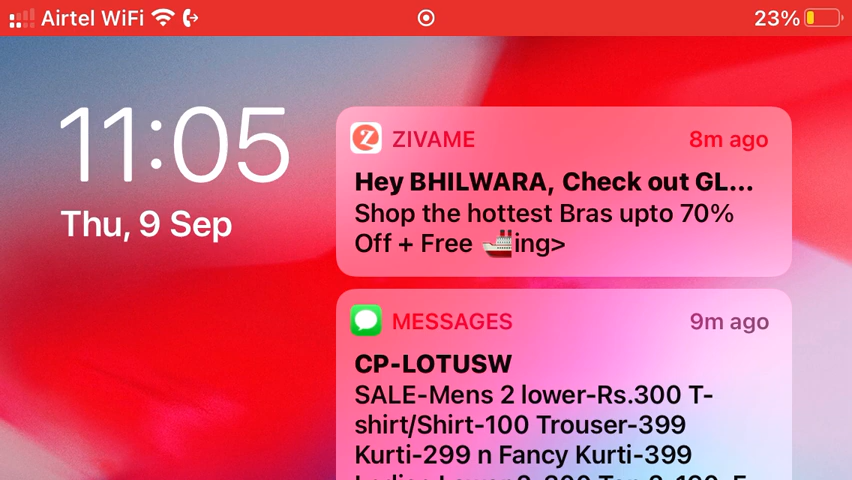 Airtel WiFi
23%
11:05
Thu, 9 Sep
ZIVAME 8m ago
Hey BHILWARA, Check out GL...
Shop the hottest Bras upto 70%
Off + Free 🚢ing>
MESSAGES 9m ago
CP-LOTUSW
SALE-Mens 2 lower-Rs.300 T-
shirt/Shirt-100 Trouser-399
Kurti-299 n Fancy Kurti-399